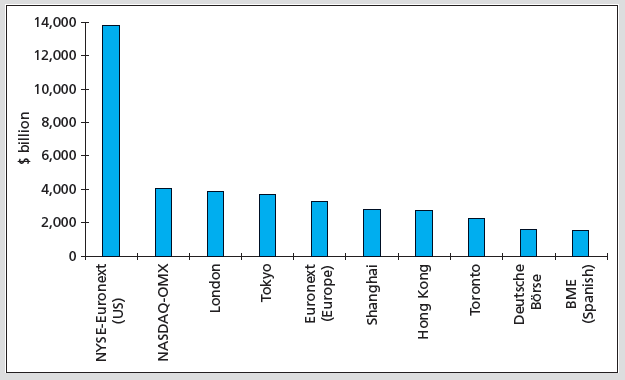 14,000
12,000
10,000
8,000
6,000
4,000
2,000
0
$ billion
NYSE-Euronext
(US)
NASDAQ-OMX
London
Tokyo
Euronext
(Europe)
Shanghai
Hong Kong
Toronto
Deutsche
Börse
BME
(Spanish)